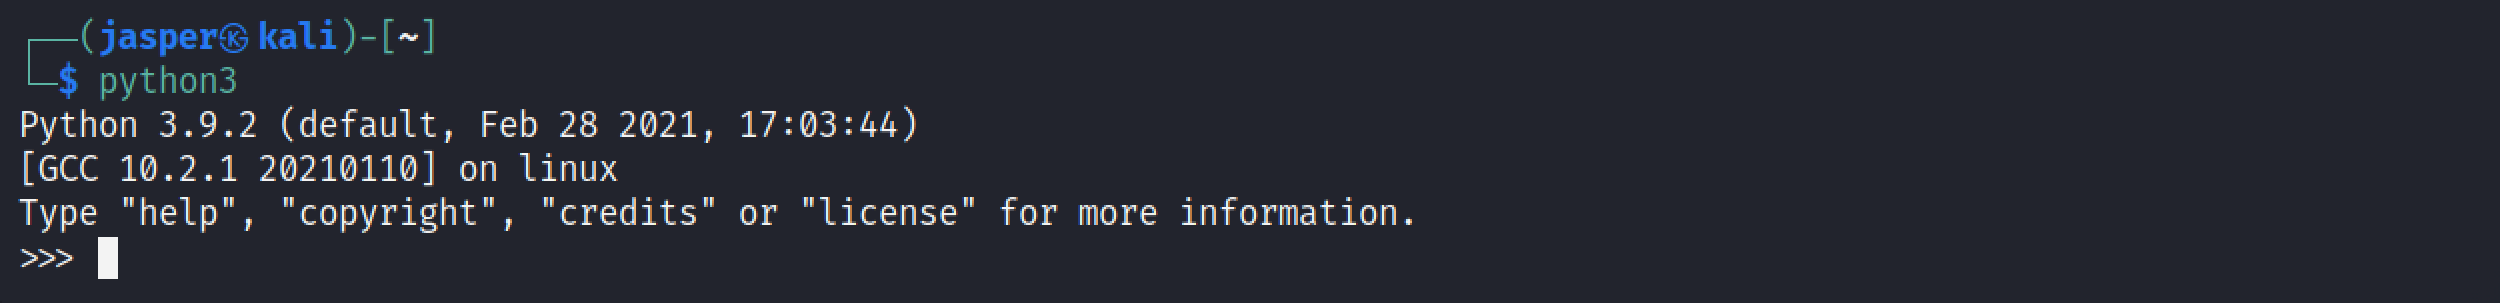 ┌──(jasper㉿kali)-[~]
└─$ python3
Python 3.9.2 (default, Feb 28 2021, 17:03:44)
[GCC 10.2.1 20210110] on linux
Type "help", "copyright", "credits" or "license" for more information.
>>>